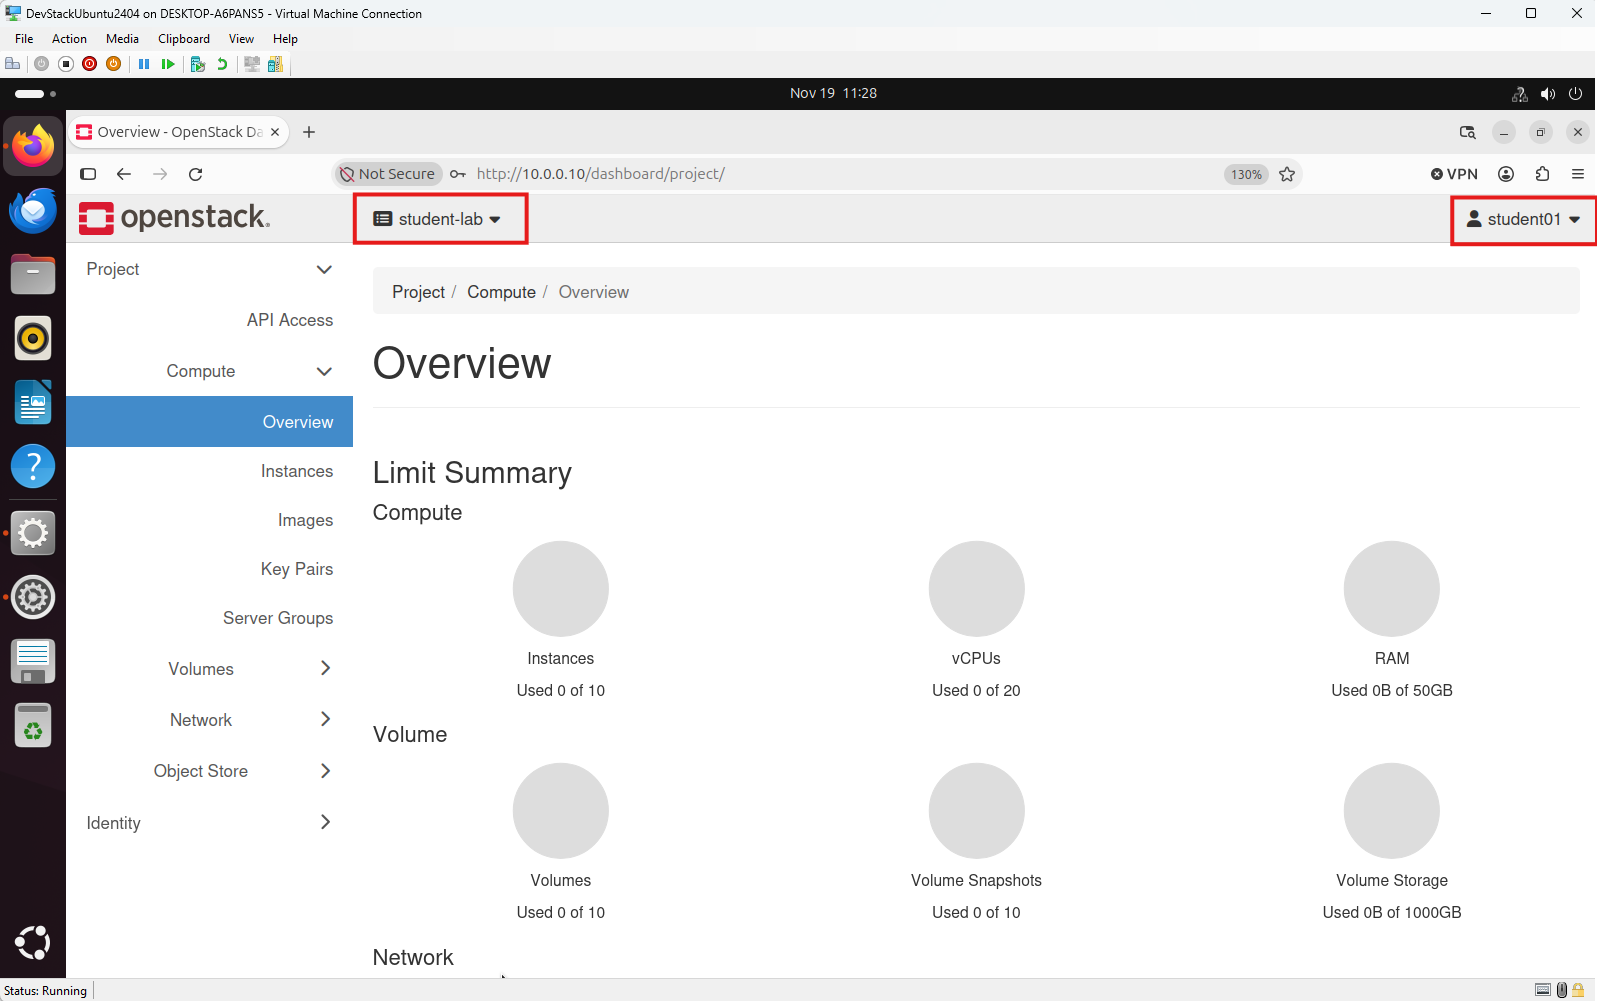 DevStackUbuntu2404 on DESKTOP-A6PANS5 - Virtual Machine Connection
File Action Media Clipboard View Help
Nov 19 11:28
Overview - OpenStack Da
Not Secure http://10.0.0.10/dashboard/project/ 130% VPN
openstack. student-lab student01
Project
API Access
Compute
Overview
Instances
Images
Key Pairs
Server Groups
Volumes
Network
Object Store
Identity
Project / Compute / Overview
Overview
Limit Summary
Compute
Instances vCPUs RAM
Used 0 of 10 Used 0 of 20 Used 0B of 50GB
Volume
Volumes Volume Snapshots Volume Storage
Used 0 of 10 Used 0 of 10 Used 0B of 1000GB
Network
Status: Running